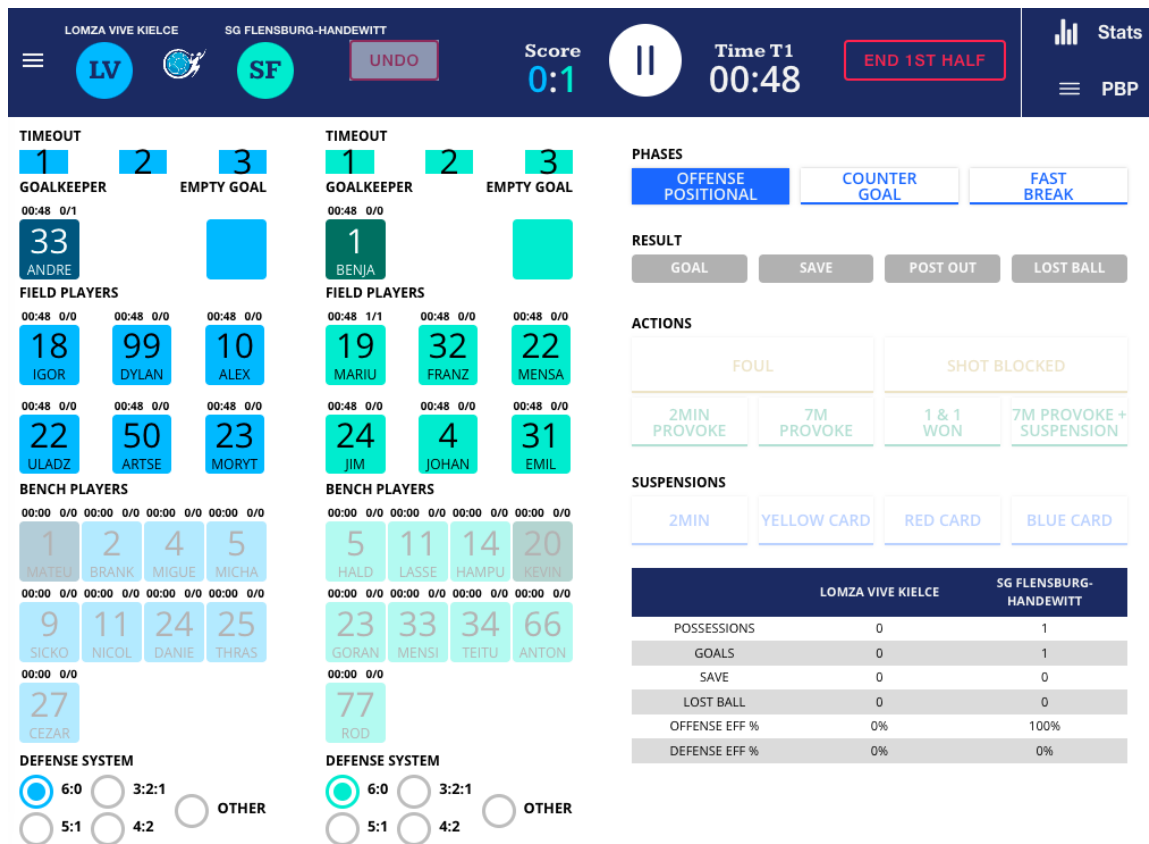 LOMZA VIVE KIELCE SG FLENSBURG-HANDEWITT
LV SF UNDO
Score
0:1
Time T1
00:48
END 1ST HALF
Stats
PBP
TIMEOUT
1 2 3
GOALKEEPER EMPTY GOAL
00:48 0/1
33
ANDRE
FIELD PLAYERS
00:48 0/0 00:48 0/0 00:48 0/0
18 99 10
IGOR DYLAN ALEX
00:48 0/0 00:48 0/0 00:48 0/0
22 50 23
ULADZ ARTSE MORYT
BENCH PLAYERS
00:00 0/0 00:00 0/0 00:00 0/0 00:00 0/0
1 2 4 5
MATEU BRANK MIGUE MICHA
00:00 0/0 00:00 0/0 00:00 0/0 00:00 0/0
9 11 24 25
SICKO NICOL DANIE THRAS
00:00 0/0
27
CEZAR
DEFENSE SYSTEM
6:0 3:2:1
OTHER
5:1 4:2
TIMEOUT
1 2 3
GOALKEEPER EMPTY GOAL
00:48 0/0
1
BENJA
FIELD PLAYERS
00:48 1/1 00:48 0/0 00:48 0/0
19 32 22
MARIU FRANZ MENSA
00:48 0/0 00:48 0/0 00:48 0/0
24 4 31
JIM JOHAN EMIL
BENCH PLAYERS
00:00 0/0 00:00 0/0 00:00 0/0 00:00 0/0
5 11 14 20
HALD LASSE HAMPU KEVIN
00:00 0/0 00:00 0/0 00:00 0/0 00:00 0/0
23 33 34 66
GORAN MENSI TEITU ANTON
00:00 0/0
77
ROD
DEFENSE SYSTEM
6:0 3:2:1
OTHER
5:1 4:2
PHASES
OFFENSE POSITIONAL
COUNTER GOAL
FAST BREAK
RESULT
GOAL SAVE POST OUT LOST BALL
ACTIONS
FOUL SHOT BLOCKED
2MIN PROVOKE
7M PROVOKE
1 & 1 WON
7M PROVOKE + SUSPENSION
SUSPENSIONS
2MIN YELLOW CARD RED CARD BLUE CARD
LOMZA VIVE KIELCE SG FLENSBURG-HANDEWITT
POSSESSIONS 0 1
GOALS 0 1
SAVE 0 0
LOST BALL 0 0
OFFENSE EFF % 0% 100%
DEFENSE EFF % 0% 0%